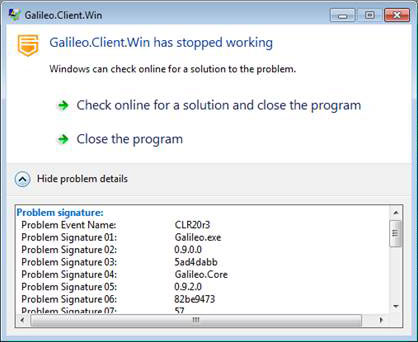 Galileo.Client.Win
Galileo.Client.Win has stopped working
Windows can check online for a solution to the problem.
Check online for a solution and close the program
Close the program
Hide problem details
Problem signature:
Problem Event Name: CLR20r3
Problem Signature 01: Galileo.exe
Problem Signature 02: 0.9.0.0
Problem Signature 03: 5ad4dabb
Problem Signature 04: Galileo.Core
Problem Signature 05: 0.9.2.0
Problem Signature 06: 82be9473
Problem Signature 07: 57